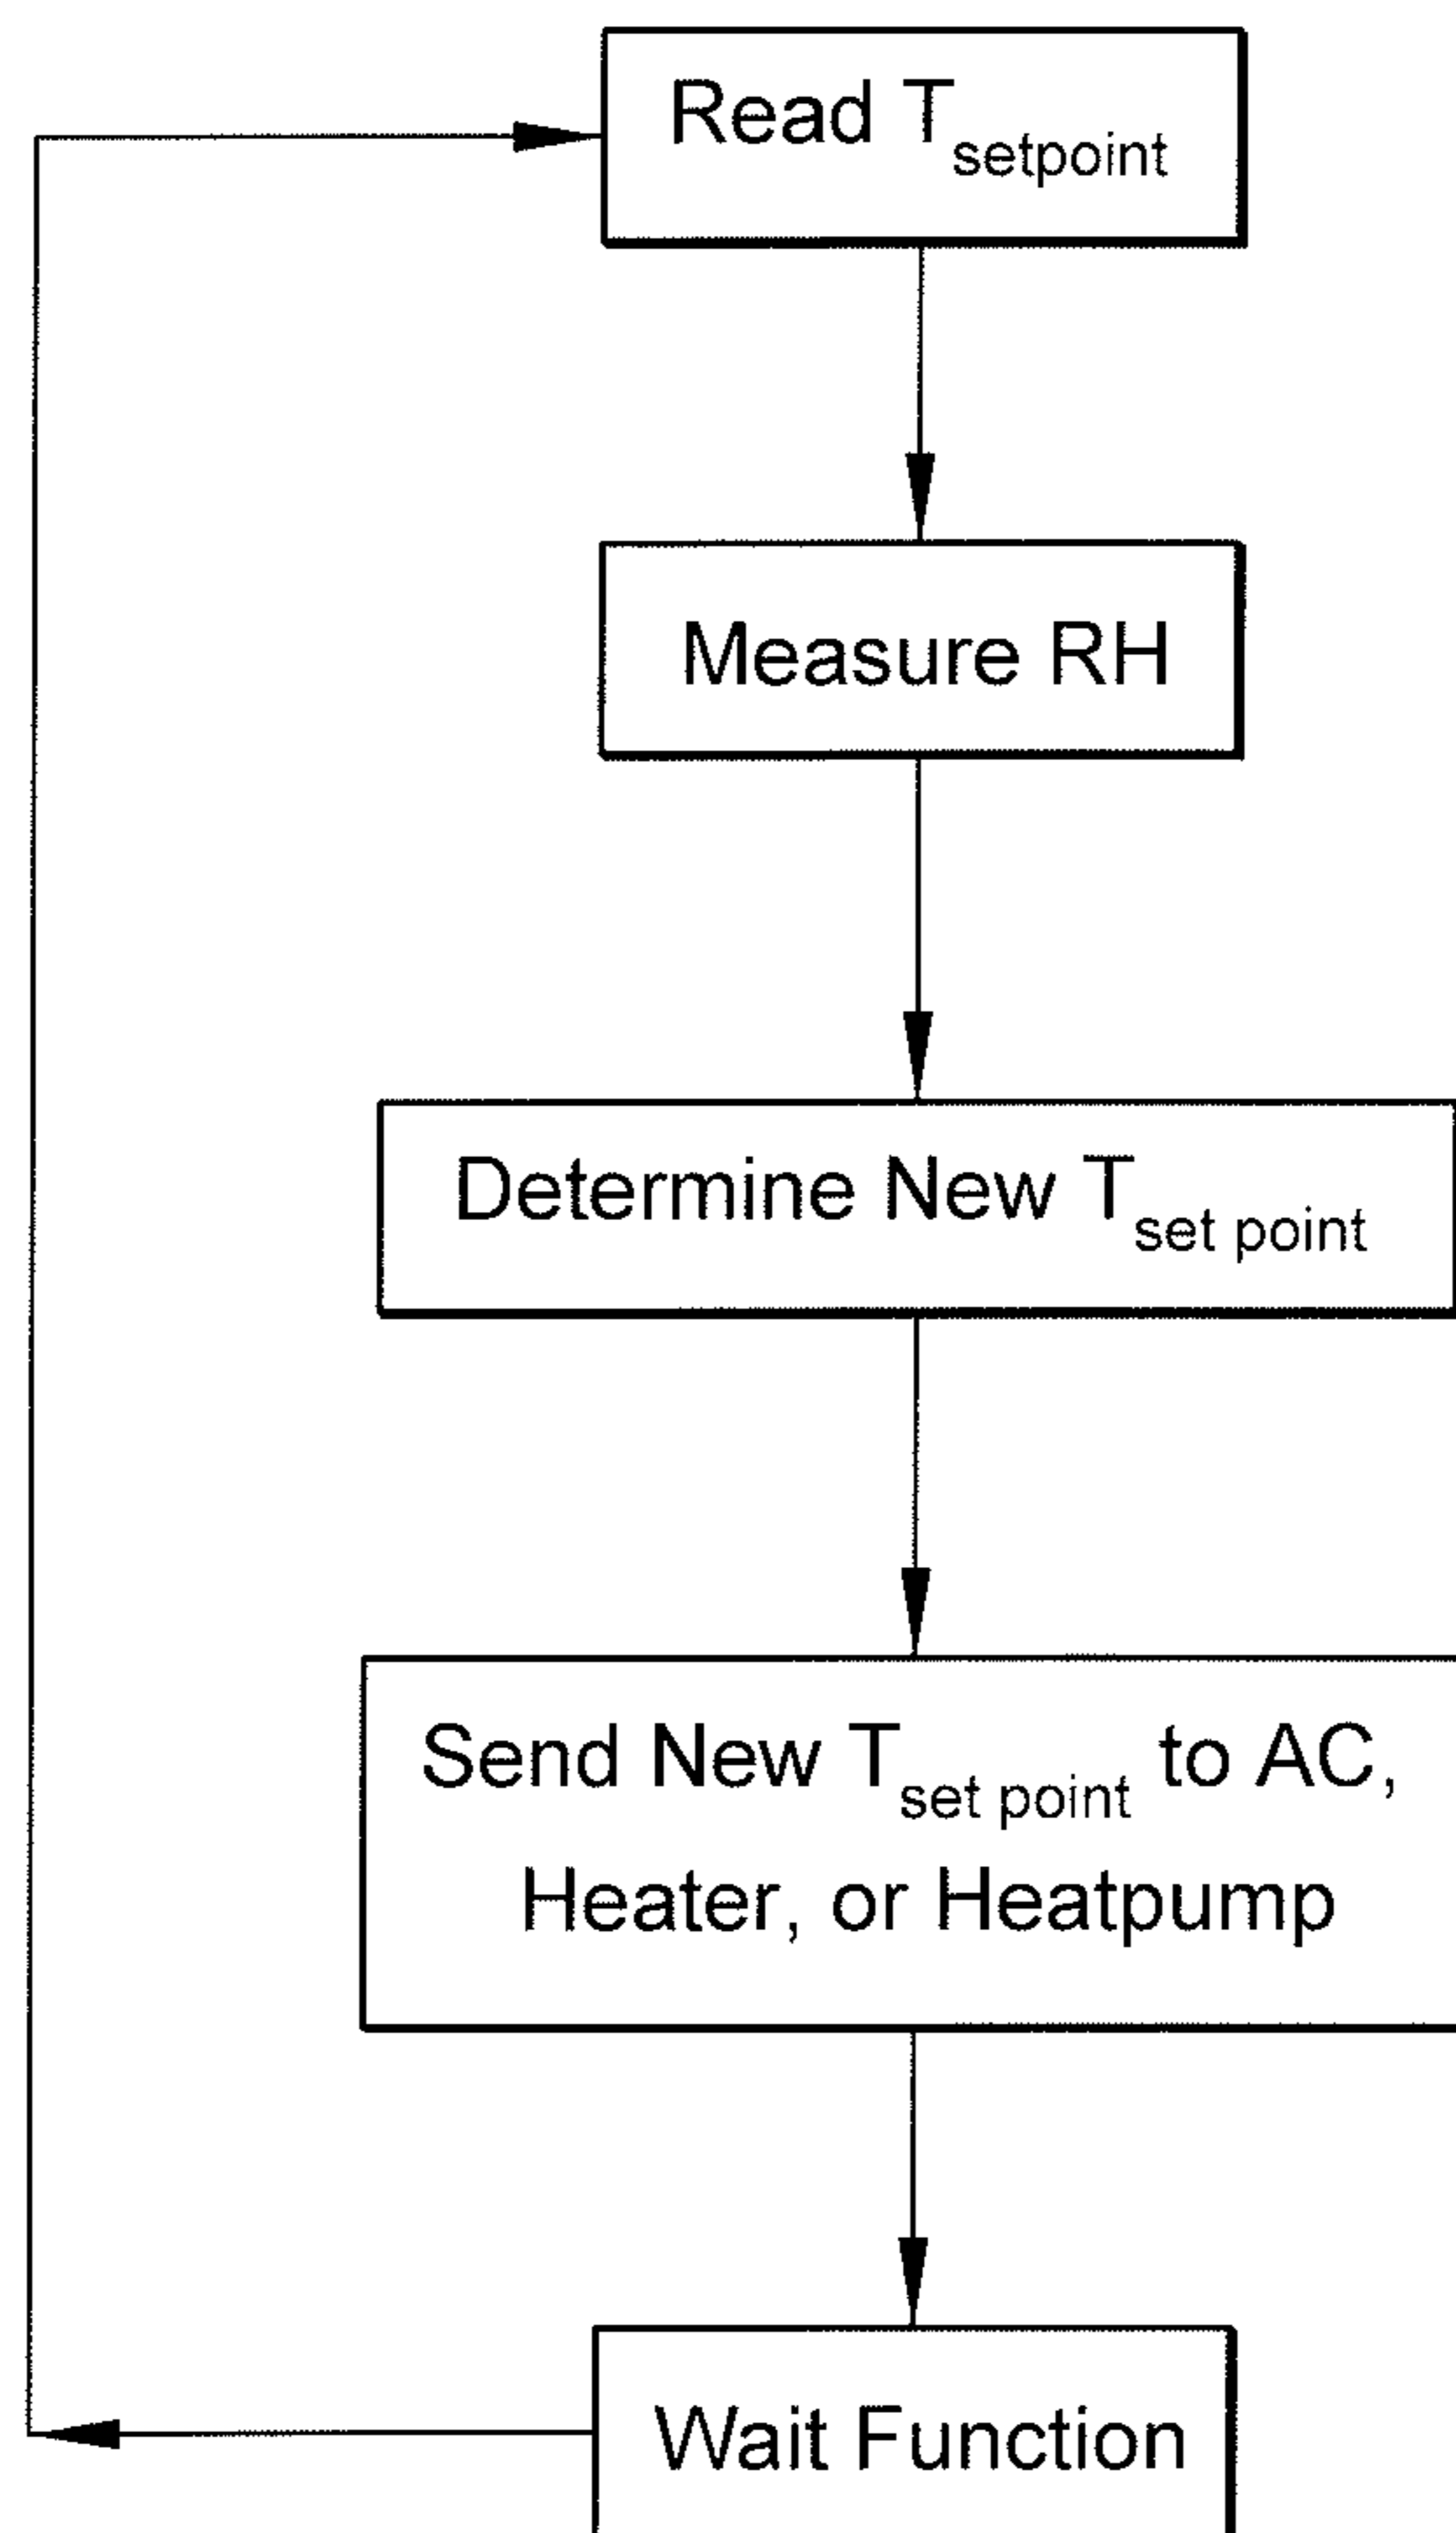 Read T setpoint
Measure RH
Determine New T set point
Send New T set point to AC,
Heater, or Heatpump
Wait Function